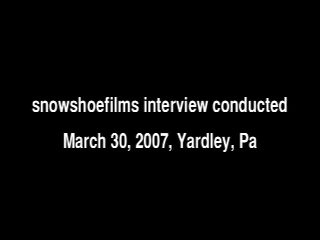 snowshoefilms interview conducted
March 30, 2007, Yardley, Pa